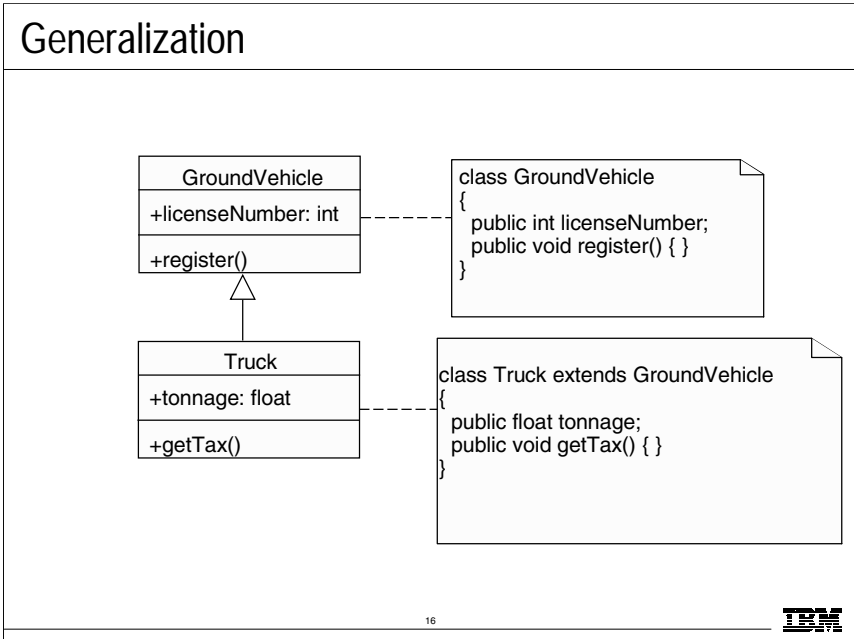 Generalization
GroundVehicle
+licenseNumber: int
+register()
class GroundVehicle
{
public int licenseNumber;
public void register() { }
}
Truck
+tonnage: float
+getTax()
class Truck extends GroundVehicle
{
public float tonnage;
public void getTax() { }
}
16
IBM